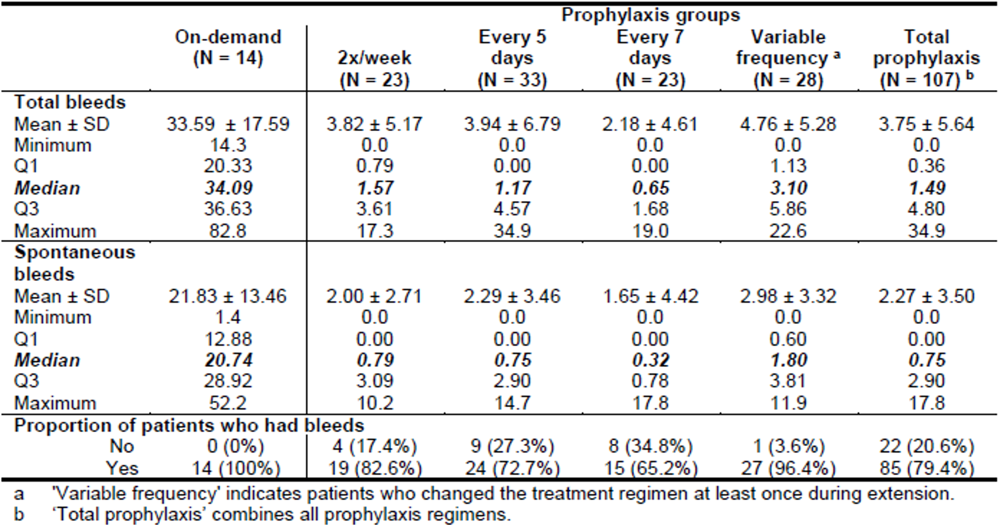 Prophylaxis groups
On-demand Every 5 Every 7 Variable Total
(N = 14) 2x/week days days frequency a prophylaxis
(N = 23) (N = 33) (N = 23) (N = 28) (N = 107) b
Total bleeds
Mean ± SD 33.59 ± 17.59 3.82 ± 5.17 3.94 ± 6.79 2.18 ± 4.61 4.76 ± 5.28 3.75 ± 5.64
Minimum 14.3 0.0 0.0 0.0 0.0 0.0
Q1 20.33 0.79 0.00 0.00 1.13 0.36
Median 34.09 1.57 1.17 0.65 3.10 1.49
Q3 36.63 3.61 4.57 1.68 5.86 4.80
Maximum 82.8 17.3 34.9 19.0 22.6 34.9
Spontaneous
bleeds
Mean ± SD 21.83 ± 13.46 2.00 ± 2.71 2.29 ± 3.46 1.65 ± 4.42 2.98 ± 3.32 2.27 ± 3.50
Minimum 1.4 0.0 0.0 0.0 0.0 0.0
Q1 12.88 0.00 0.00 0.00 0.60 0.00
Median 20.74 0.79 0.75 0.32 1.80 0.75
Q3 28.92 3.09 2.90 0.78 3.81 2.90
Maximum 52.2 10.2 14.7 17.8 11.9 17.8
Proportion of patients who had bleeds
No 0 (0%) 4 (17.4%) 9 (27.3%) 8 (34.8%) 1 (3.6%) 22 (20.6%)
Yes 14 (100%) 19 (82.6%) 24 (72.7%) 15 (65.2%) 27 (96.4%) 85 (79.4%)
a 'Variable frequency' indicates patients who changed the treatment regimen at least once during extension.
b ‘Total prophylaxis’ combines all prophylaxis regimens.